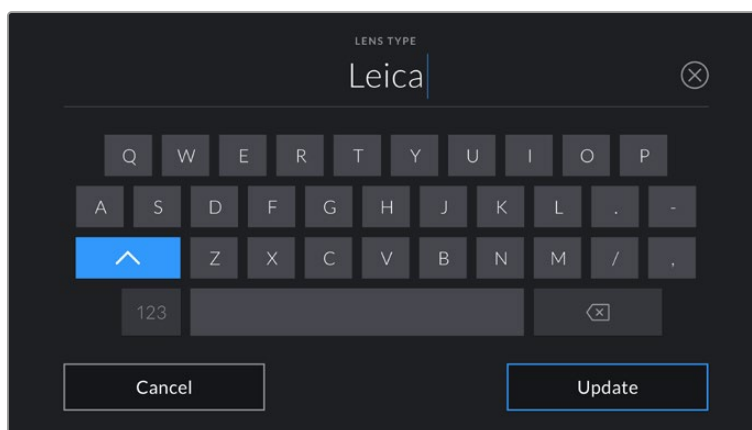 LENS TYPE
Leica
Q W E R T Y U I O P
A S D F G H J K L . -
Z X C V B N M / ,
123
Cancel Update